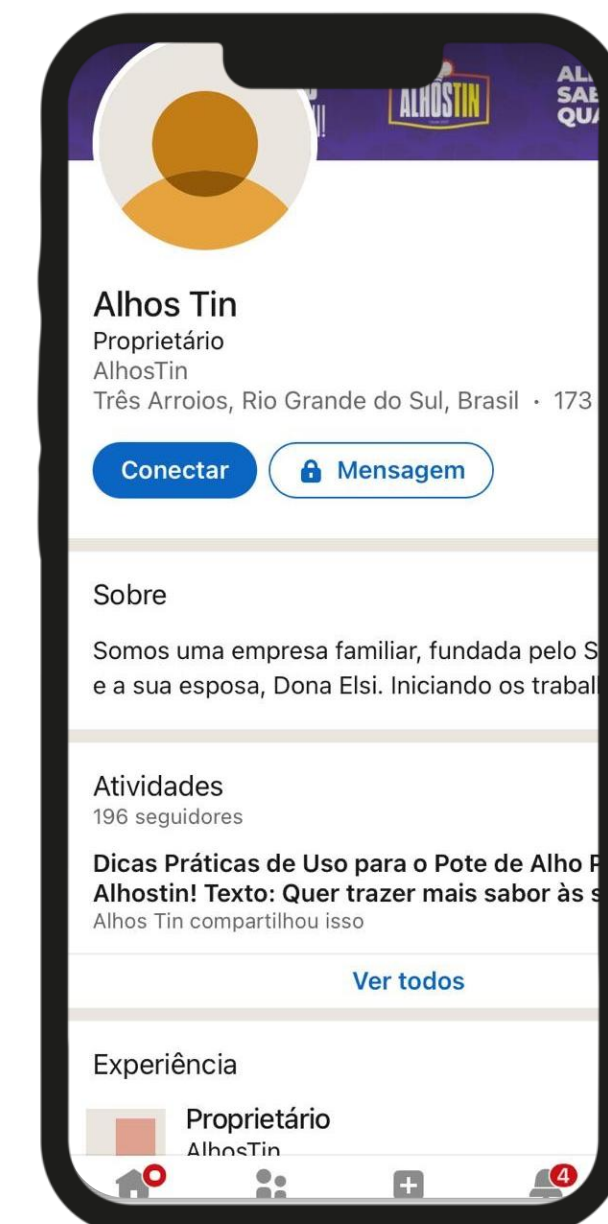 ALHOSTIN
Alhos Tin
Proprietário
AlhosTin
Três Arroios, Rio Grande do Sul, Brasil · 173
Conectar
Mensagem
Sobre
Somos uma empresa familiar, fundada pelo S
e a sua esposa, Dona Elsi. Iniciando os trabal
Atividades
196 seguidores
Dicas Práticas de Uso para o Pote de Alho P
Alhostin! Texto: Quer trazer mais sabor às s
Alhos Tin compartilhou isso
Ver todos
Experiência
Proprietário
AlhosTin
4